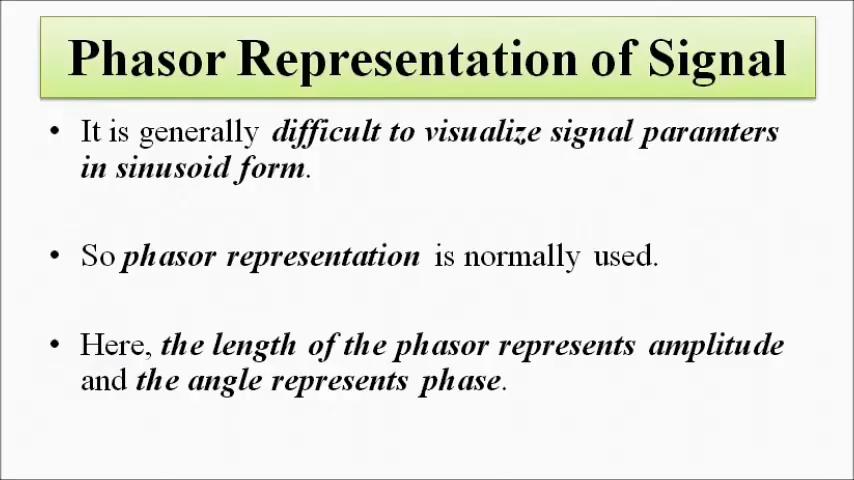 Phasor Representation of Signal
• It is generally difficult to visualize signal paramters
in sinusoid form.
• So phasor representation is normally used.
• Here, the length of the phasor represents amplitude
and the angle represents phase.